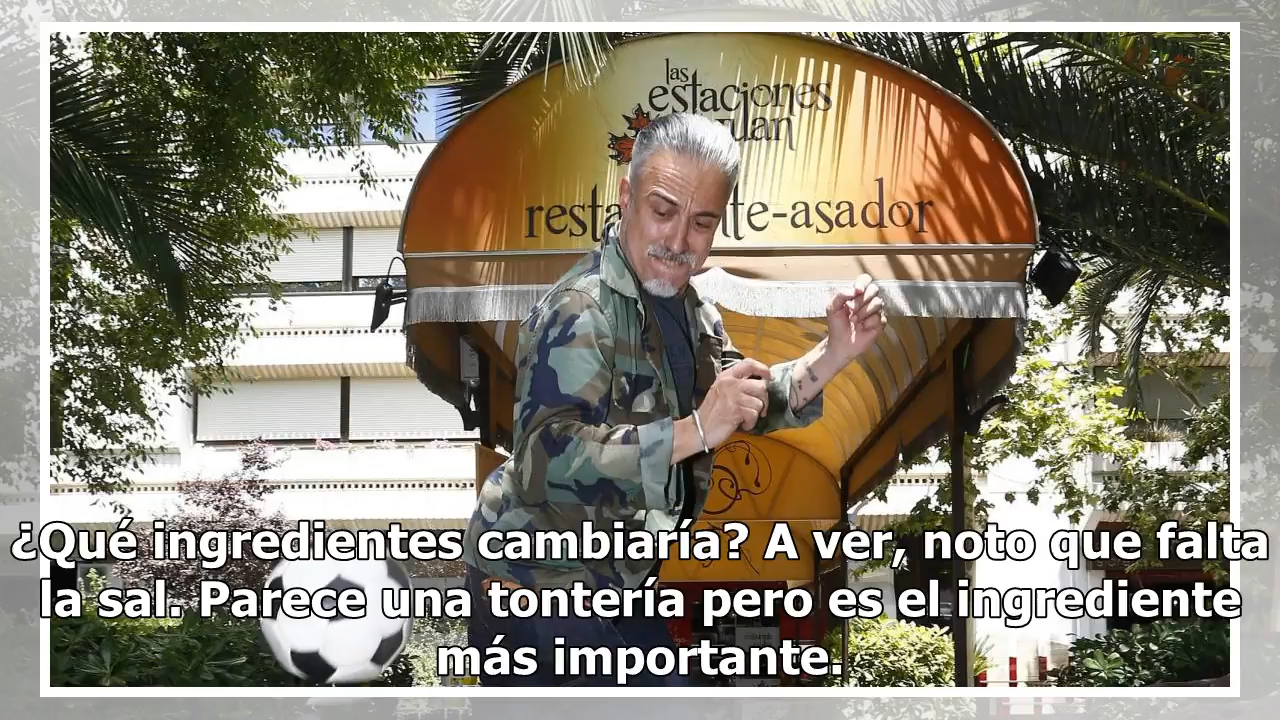 las
estaciones
restaurante-asador
¿Qué ingredientes cambiaría? A ver, noto que falta
la sal. Parece una tontería pero es el ingrediente
más importante.